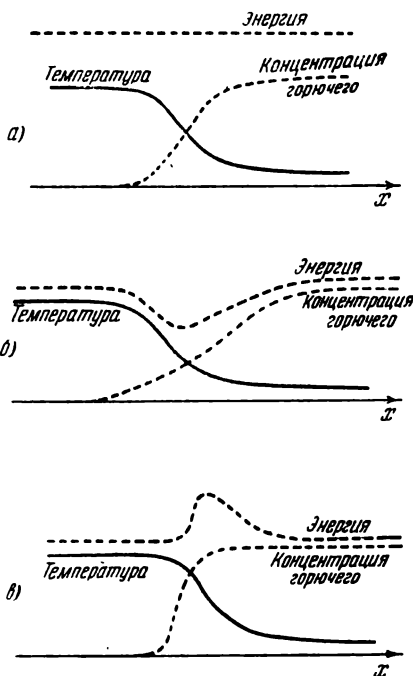 Энергия
Температура
Концентрация
горючего
а)
x
Энергия
Температура
Концентрация
горючего
б)
x
Энергия
Температура
Концентрация
горючего
в)
x